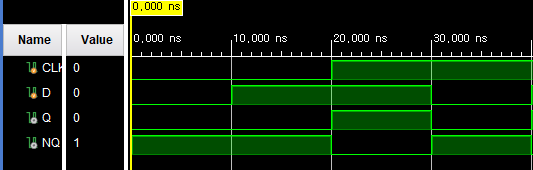 0,000 ns
Name Value 0,000 ns 10,000 ns 20,000 ns 30,000 ns
CLK 0
D 0
Q 0
NQ 1